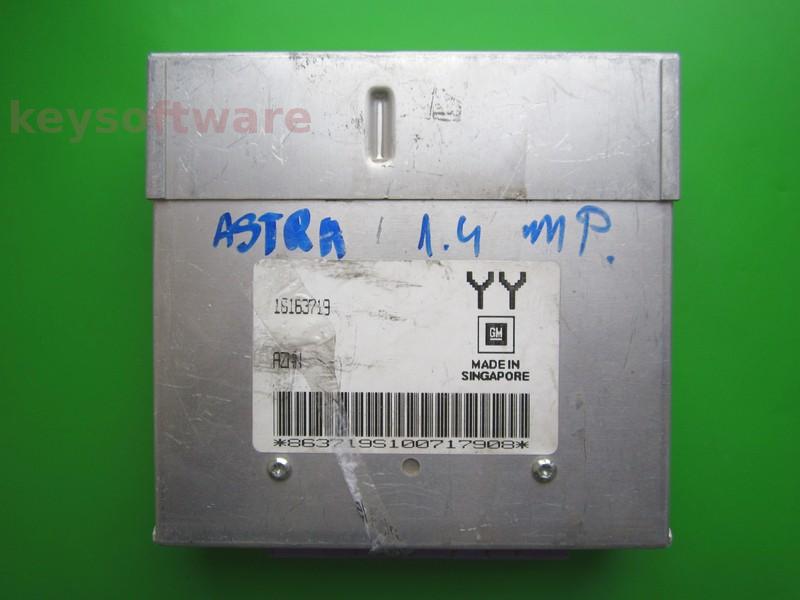 keysoftware
ASTRA 1.4 MP.
YY
16163719
GM
MADE IN
SINGAPORE
*863719S100717908*